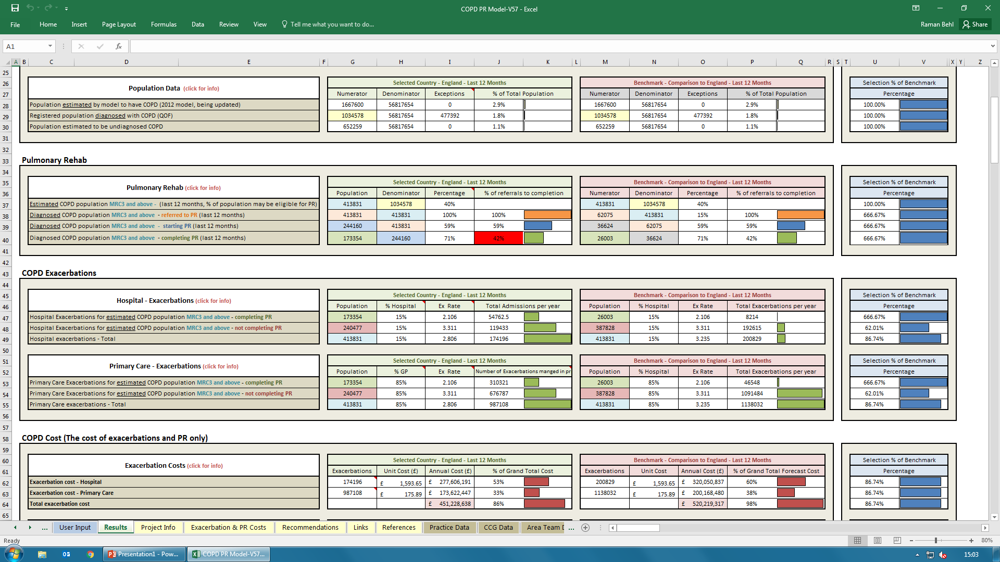 COPD PR Model-V57 - Excel
File Home Insert Page Layout Formulas Data Review View Tell me what you want to do... Raman Behl Share
A1 fx
A B C D E F G H I J K L M N O P Q R S T U V X Y Z
25
26 Population Data (click for info) Selected Country - England - Last 12 Months Benchmark - Comparison to England - Last 12 Months Selection % of Benchmark
27 Numerator Denominator Exceptions % of Total Population Numerator Denominator Exceptions % of Total Population Percentage
28 Population estimated by model to have COPD (2012 model, being updated) 1667600 56817654 0 2.9% 1667600 56817654 0 2.9% 100.00%
29 Registered population diagnosed with COPD (QOF) 1034578 56817654 477392 1.8% 1034578 56817654 477392 1.8% 100.00%
30 Population estimated to be undiagnosed COPD 652259 56817654 0 1.1% 652259 56817654 0 1.1% 100.00%
31
32
33 Pulmonary Rehab
34
35 Pulmonary Rehab (click for info) Selected Country - England - Last 12 Months Benchmark - Comparison to England - Last 12 Months Selection % of Benchmark
36 Population Denominator Percentage % of referrals to completion Numerator Denominator Percentage % of referrals to completion Percentage
37 Estimated COPD population MRC3 and above - (last 12 months, % of population may be eligible for PR) 413831 1034578 40% 413831 1034578 40% 100.00%
38 Diagnosed COPD population MRC3 and above - referred to PR (last 12 months) 413831 413831 100% 100% 62075 413831 15% 100% 666.67%
39 Diagnosed COPD population MRC3 and above - starting PR (last 12 months) 244160 413831 59% 59% 36624 62075 59% 59% 666.67%
40 Diagnosed COPD population MRC3 and above - completing PR (last 12 months) 173354 244160 71% 42% 26003 36624 71% 42% 666.67%
41
42
43 COPD Exacerbations
44
45 Hospital - Exacerbations (click for info) Selected Country - England - Last 12 Months Benchmark - Comparison to England - Last 12 Months Selection % of Benchmark
46 Population % Hospital Ex Rate Total Admissions per year Population % Hospital Ex Rate Total Exacerbations per year Percentage
47 Hospital Exacerbations for estimated COPD population MRC3 and above - completing PR 173354 15% 2.106 54762.5 26003 15% 2.106 8214 666.67%
48 Hospital Exacerbations for estimated COPD population MRC3 and above - not completing PR 240477 15% 3.311 119433 387828 15% 3.311 192615 62.01%
49 Hospital exacerbations - Total 413831 15% 2.806 174196 413831 15% 3.235 200829 86.74%
50
51 Primary Care - Exacerbations (click for info) Selected Country - England - Last 12 Months Benchmark - Comparison to England - Last 12 Months Selection % of Benchmark
52 Population % GP Ex Rate Number of Exacerbations manged in pr Population % Hospital Ex Rate Total Exacerbations per year Percentage
53 Primary Care Exacerbations for estimated COPD population MRC3 and above - completing PR 173354 85% 2.106 310321 26003 85% 2.106 46548 666.67%
54 Primary Care Exacerbations for estimated COPD population MRC3 and above - not completing PR 240477 85% 3.311 676787 387828 85% 3.311 1091484 62.01%
55 Primary Care exacerbations - Total 413831 85% 2.806 987108 413831 85% 3.235 1138032 86.74%
56
57
58 COPD Cost (The cost of exacerbations and PR only)
59
60 Exacerbation Costs (click for info) Selected Country - England - Last 12 Months Benchmark - Comparison to England - Last 12 Months Selection % of Benchmark
61 Exacerbations Unit Cost (£) Annual Cost (£) % of Grand Total Cost Exacerbations Unit Cost Annual Cost (£) % of Grand Total Forecast Cost Percentage
62 Exacerbation cost - Hospital 174196 £ 1,593.65 £ 277,606,191 53% 200829 £ 1,593.65 £ 320,050,837 60% 86.74%
63 Exacerbation cost - Primary Care 987108 £ 175.89 £ 173,622,447 33% 1138032 £ 175.89 £ 200,168,480 38% 86.74%
64 Total exacerbation cost £ 451,228,638 86% £ 520,219,317 98% 86.74%
65
... User Input Results Project Info Exacerbation & PR Costs Recommendations Links References Practice Data CCG Data Area Team D ...
Ready 80%
Presentation1 - Pow... COPD PR Model-V57... 15:03